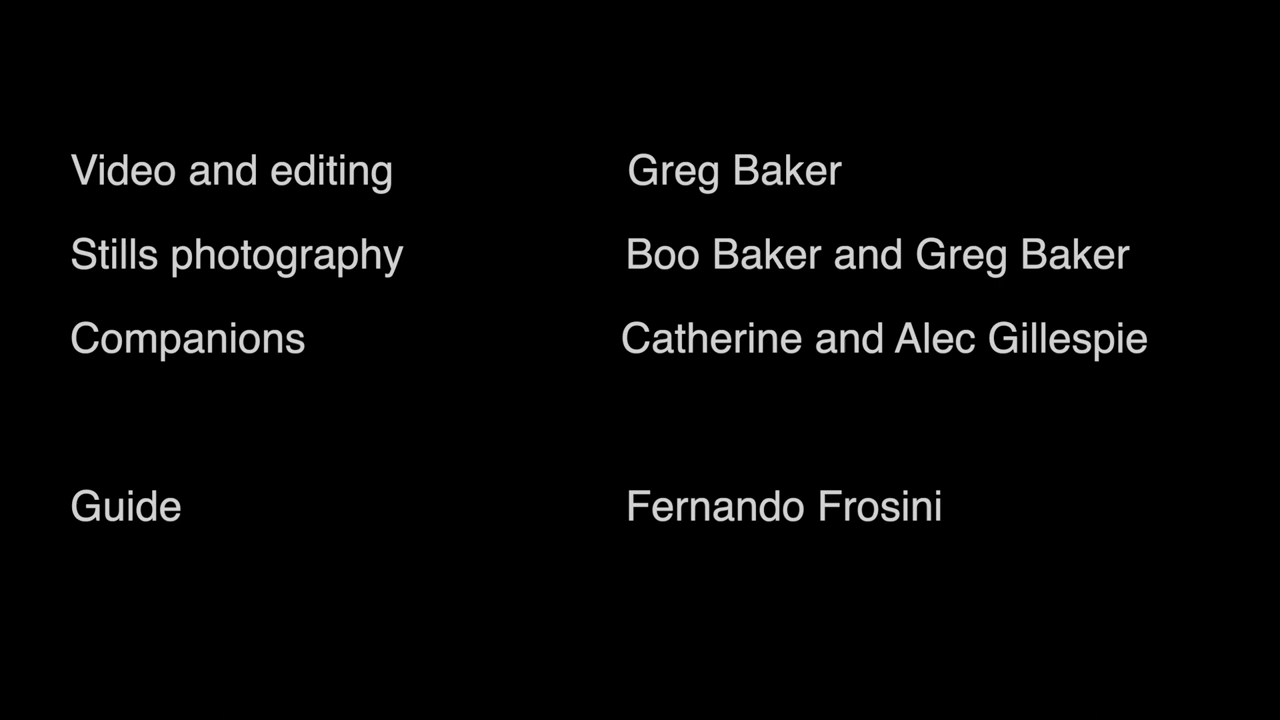 Video and editing Greg Baker
Stills photography Boo Baker and Greg Baker
Companions Catherine and Alec Gillespie
Guide Fernando Frosini